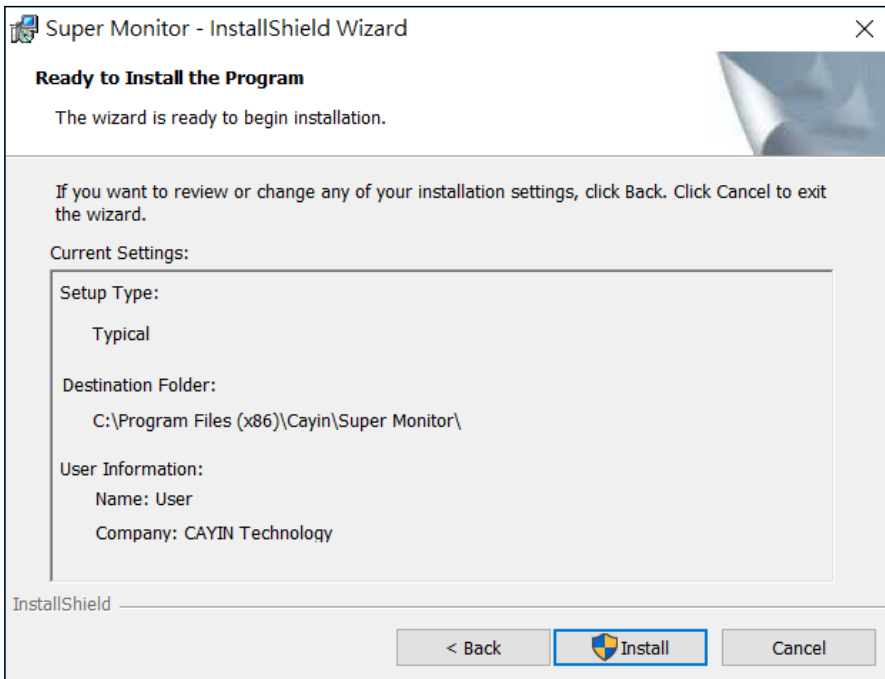 Super Monitor - InstallShield Wizard
Ready to Install the Program
The wizard is ready to begin installation.
If you want to review or change any of your installation settings, click Back. Click Cancel to exit
the wizard.
Current Settings:
Setup Type:
Typical
Destination Folder:
C:\Program Files (x86)\Cayin\Super Monitor\
User Information:
Name: User
Company: CAYIN Technology
InstallShield
< Back
Install
Cancel